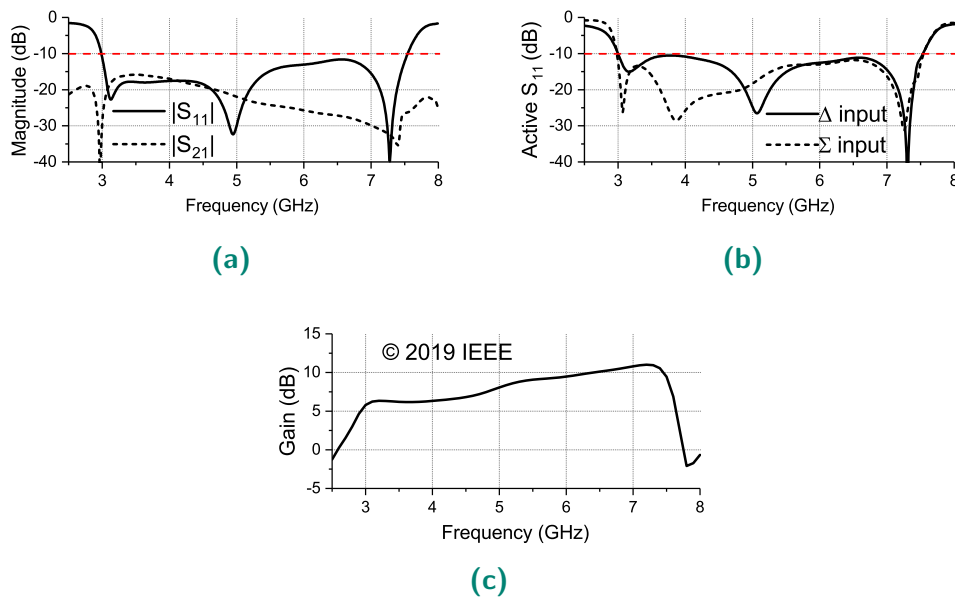 0
-10
-20
-30
-40
Magnitude (dB)
|S11|
|S21|
3 4 5 6 7 8
Frequency (GHz)
(a)
0
-10
-20
-30
-40
Active S11 (dB)
Δ input
Σ input
3 4 5 6 7 8
Frequency (GHz)
(b)
15
10
5
0
-5
Gain (dB)
© 2019 IEEE
3 4 5 6 7 8
Frequency (GHz)
(c)